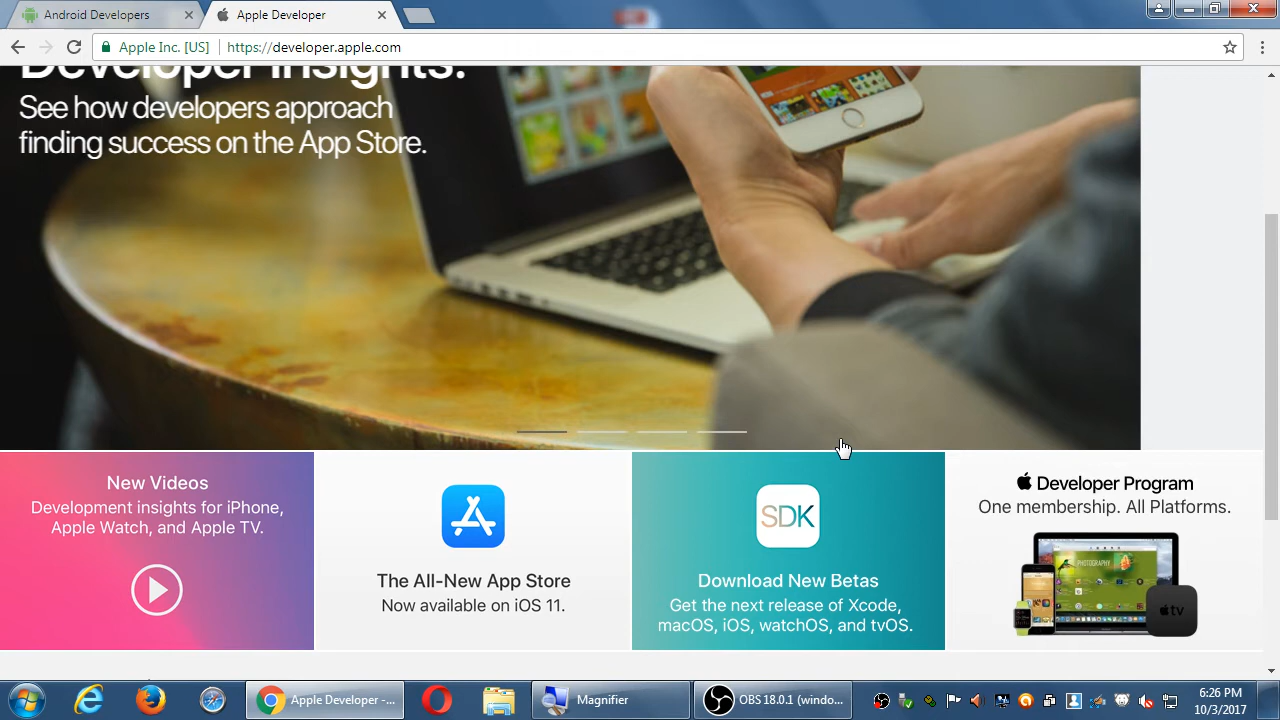 Android Developers
Apple Developer
Apple Inc. [US]
https://developer.apple.com
Developer Insights.
See how developers approach
finding success on the App Store.
New Videos
Development insights for iPhone,
Apple Watch, and Apple TV.
The All-New App Store
Now available on iOS 11.
SDK
Download New Betas
Get the next release of Xcode,
macOS, iOS, watchOS, and tvOS.
Developer Program
One membership. All Platforms.
PHOTOGRAPHY
tv
Apple Developer -...
Magnifier
OBS 18.0.1 (windo...
6:26 PM
10/3/2017